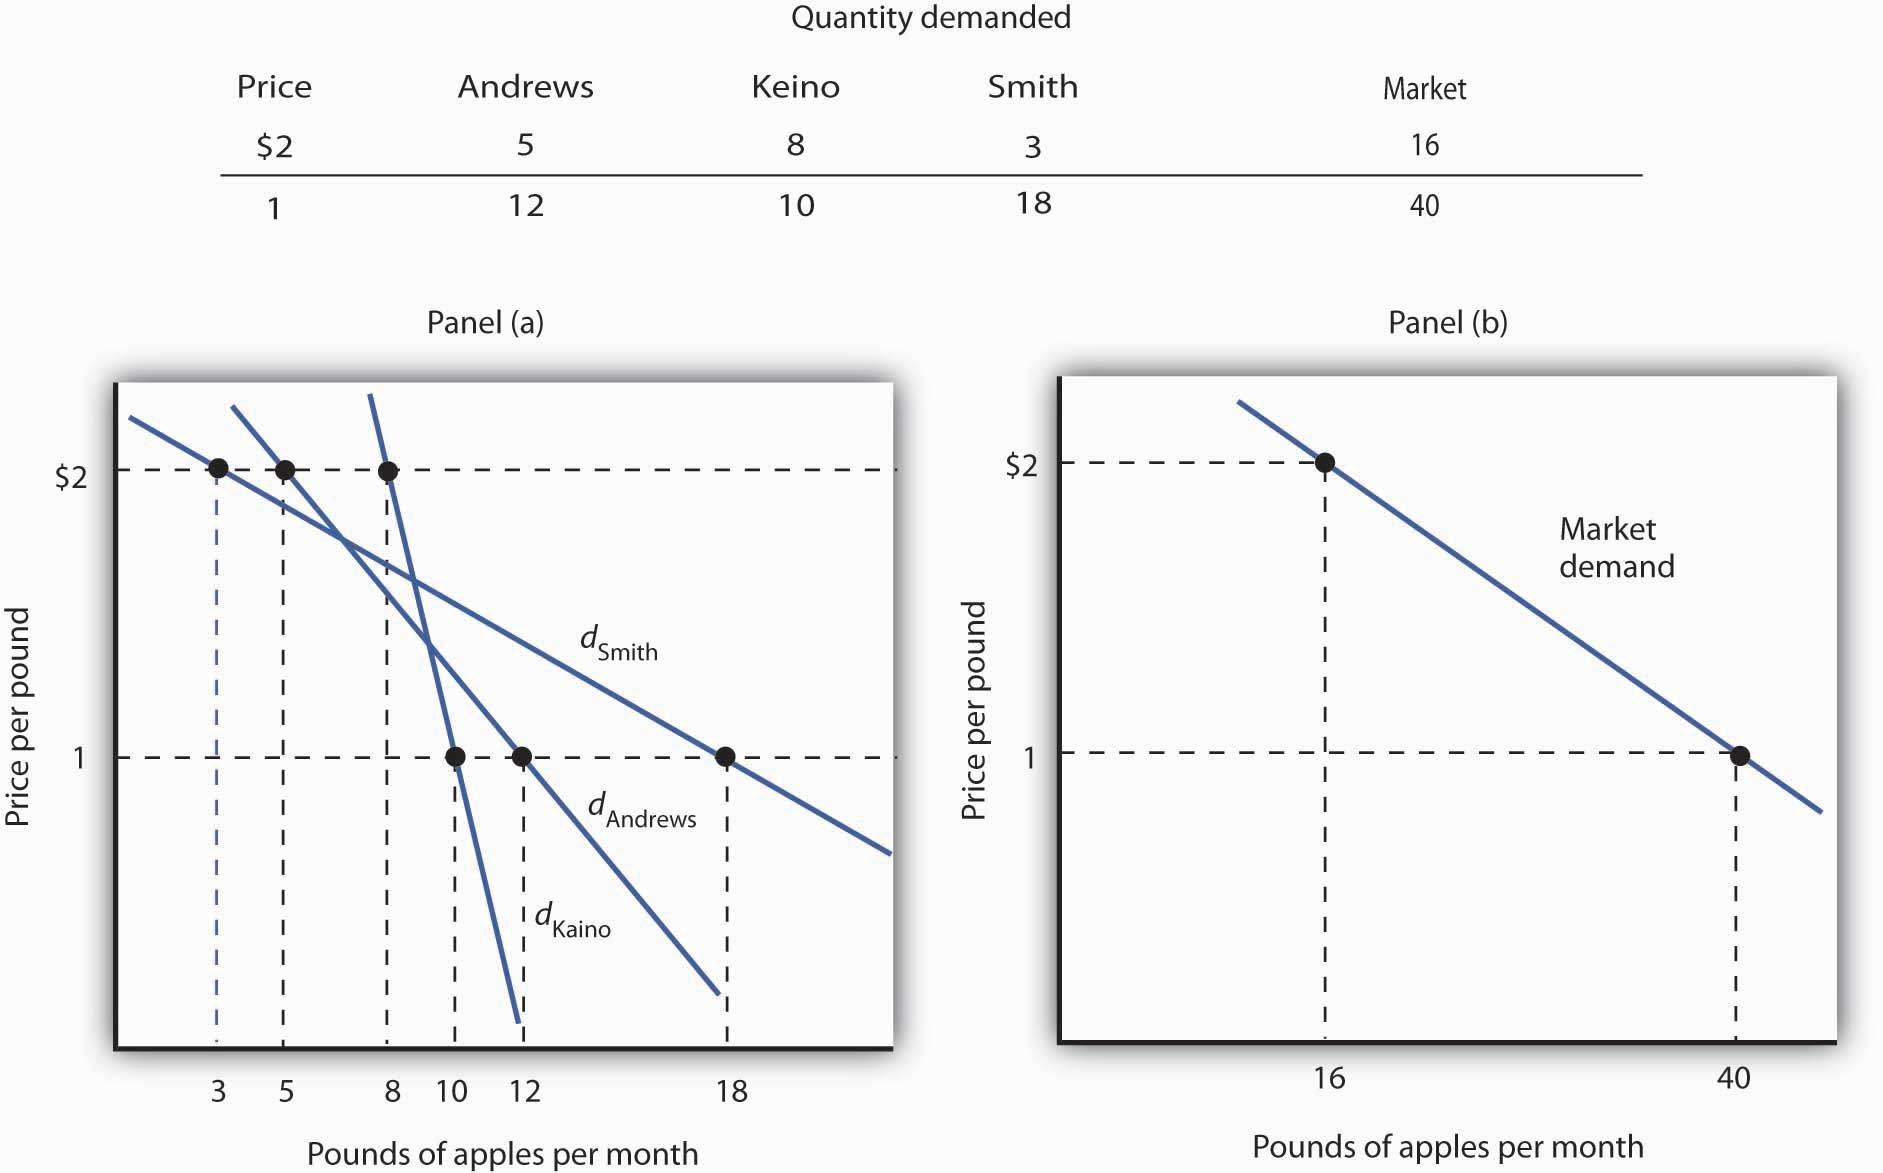 Quantity demanded
Price Andrews Keino Smith Market
$2 5 8 3 16
1 12 10 18 40
Panel (a)
$2
1
Price per pound
dSmith
dAndrews
dKaino
3 5 8 10 12 18
Pounds of apples per month
Panel (b)
$2
1
Price per pound
Market
demand
16 40
Pounds of apples per month